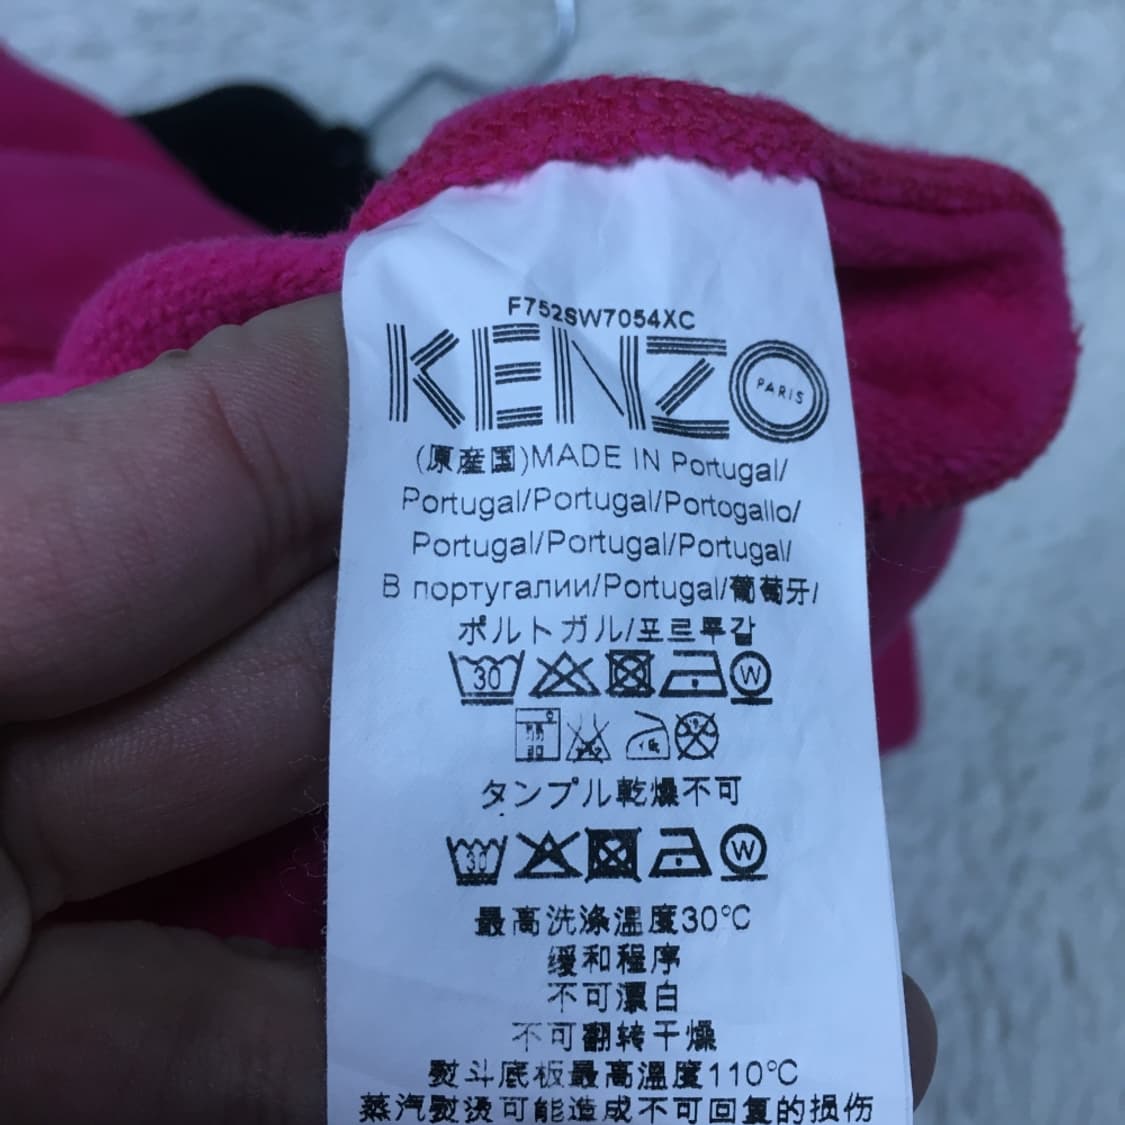 F752SW7054XC
KENZO PARIS
(原産国)MADE IN Portugal/
Portugal/Portugal/Portogallo/
Portugal/Portugal/Portugal/
В португалии/Portugal/葡萄牙/
ポルトガル/포르투갈
30 W
タンプル乾燥不可
30 W
最高洗涤温度30°C
缓和程序
不可漂白
不可翻转干燥
熨斗底板最高温度110°C
蒸汽熨烫可能造成不可回复的损伤